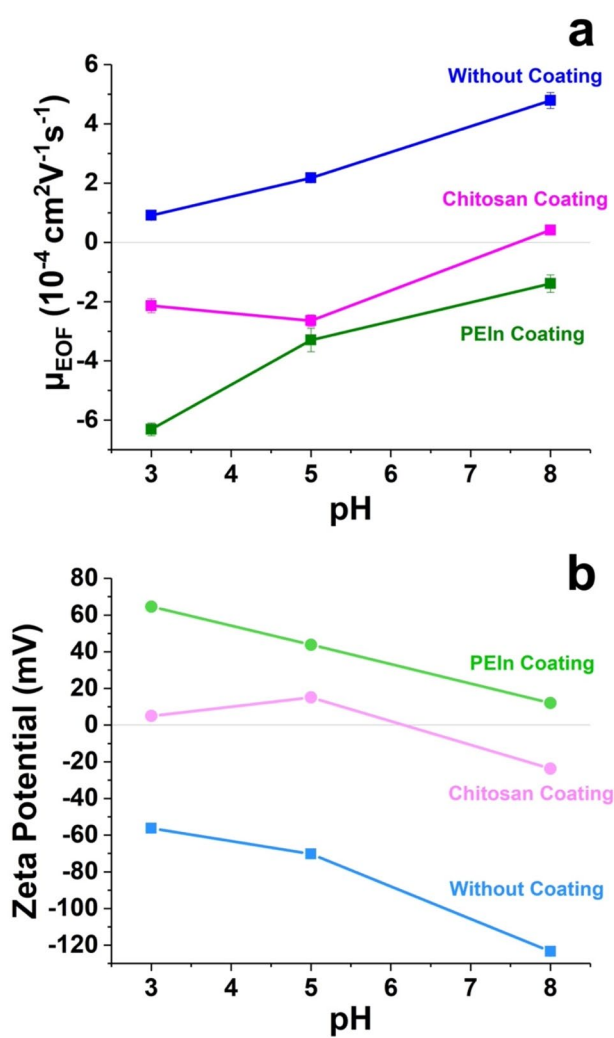 a
6
4
2
0
-2
-4
-6
μEOF (10⁻⁴ cm²V⁻¹s⁻¹)
Without Coating
Chitosan Coating
PEIn Coating
3 4 5 6 7 8
pH
b
80
60
40
20
0
-20
-40
-60
-80
-100
-120
Zeta Potential (mV)
PEIn Coating
Chitosan Coating
Without Coating
3 4 5 6 7 8
pH